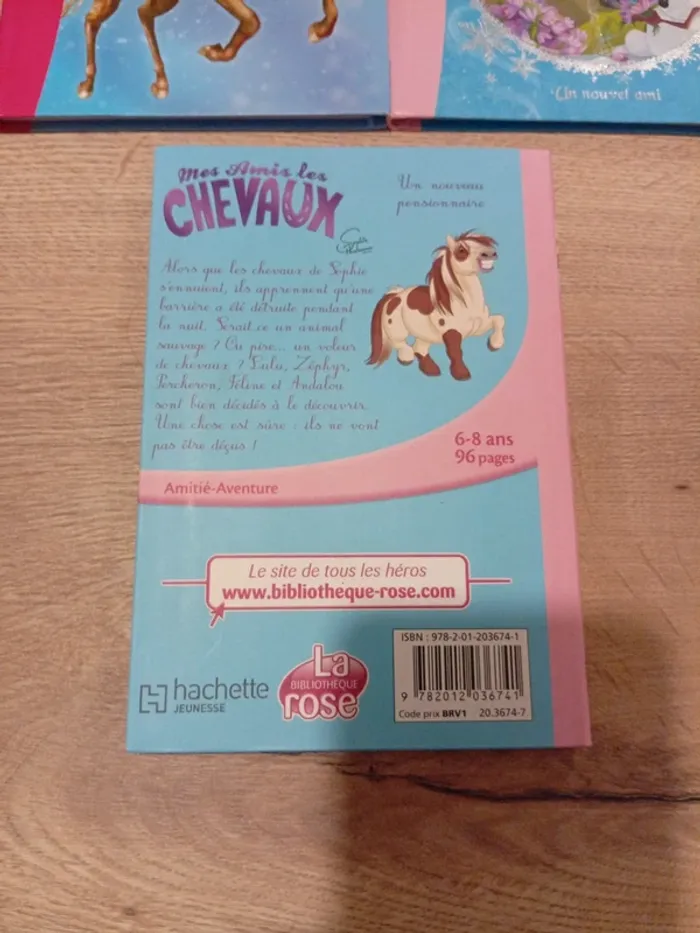 Un nouvel ami
Mes Amis les
CHEVAUX
Un nouveau
pensionnaire
Alors que les chevaux de Sophie
s'ennuient, ils apprennent qu'une
barrière a été détruite pendant
la nuit. Serait-ce un animal
sauvage ? Ou pire... un voleur
de chevaux ? Lulu, Zéphyr,
Percheron, Féline et Andalou
sont bien décidés à le découvrir.
Une chose est sûre : ils ne vont
pas être déçus !
6-8 ans
96 pages
Amitié-Aventure
Le site de tous les héros
www.bibliotheque-rose.com
ISBN : 978-2-01-203674-1
9 782012 036741
Code prix BRV1 20.3674-7
hachette
JEUNESSE
La
BIBLIOTHÈQUE
rose